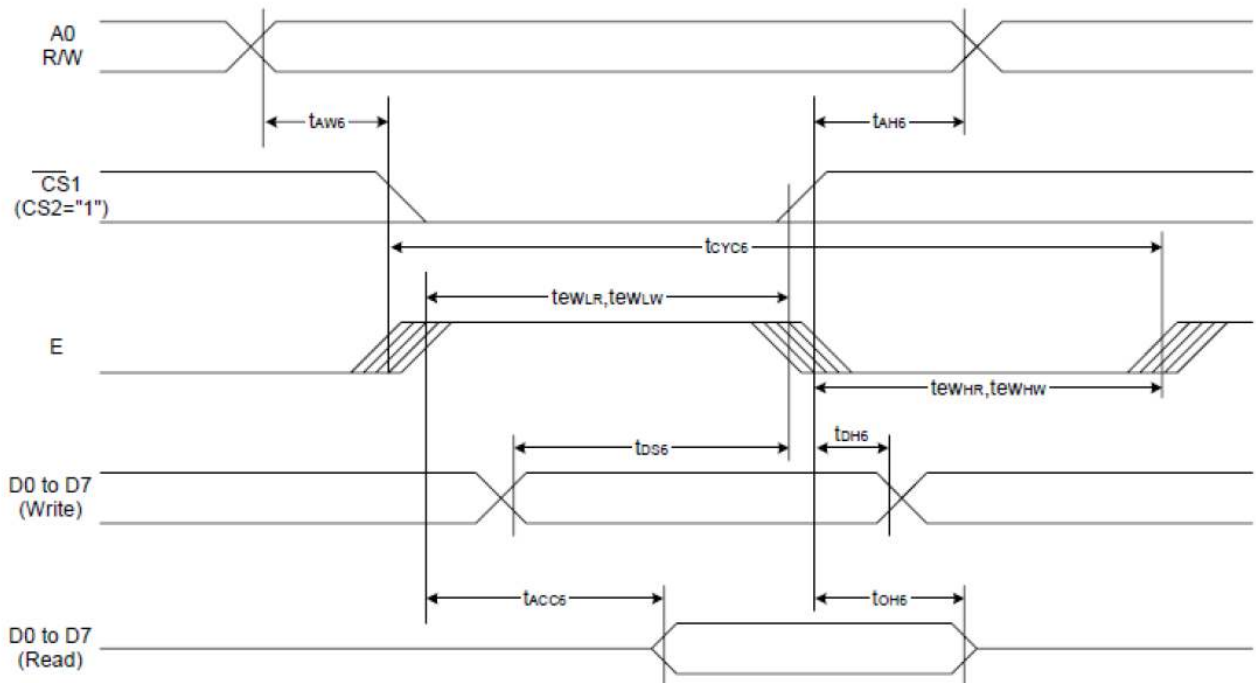 A0
R/W
tAW6
tAH6
CS1
(CS2="1")
tCYC6
tewLR,tewLW
E
tewHR,tewHW
tDS6
tDH6
D0 to D7
(Write)
tACC6
tOH6
D0 to D7
(Read)